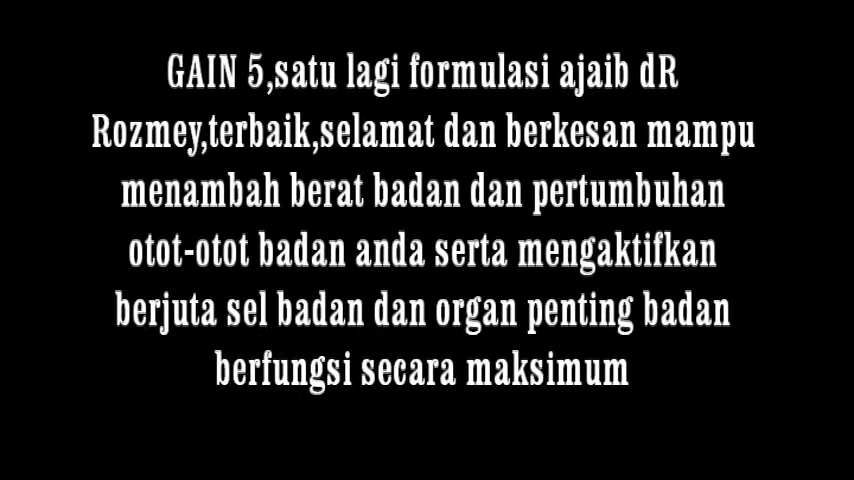 GAIN 5,satu lagi formulasi ajaib dR
Rozmey,terbaik,selamat dan berkesan mampu
menambah berat badan dan pertumbuhan
otot-otot badan anda serta mengaktifkan
berjuta sel badan dan organ penting badan
berfungsi secara maksimum